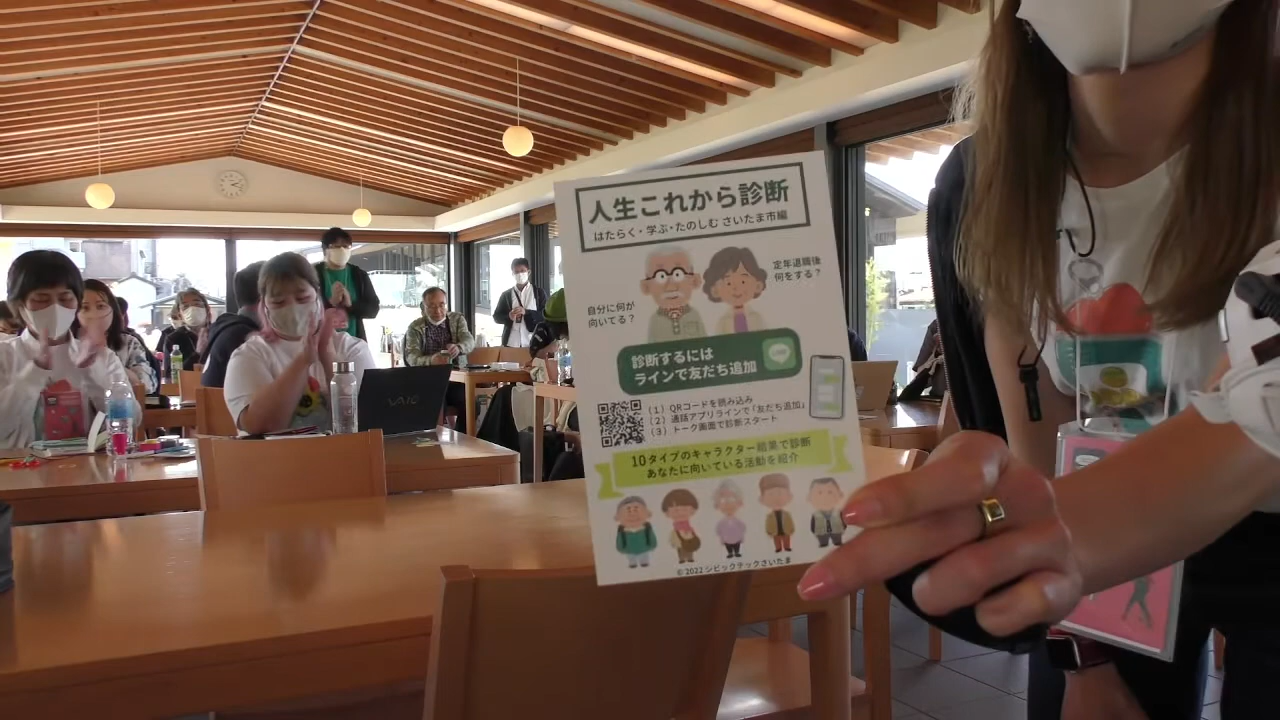 人生これから診断
はたらく・学ぶ・たのしむ さいたま市編
定年退職後
何をする？
自分に何が
向いてる？
診断するには
ラインで友だち追加
(1) QRコードを読み込み
(2) 通話アプリラインで「友だち追加」
(3) トーク画面で診断スタート
10タイプのキャラクター結果で診断
あなたに向いている活動を紹介
© 2022 シビックテックさいたま
VAIO